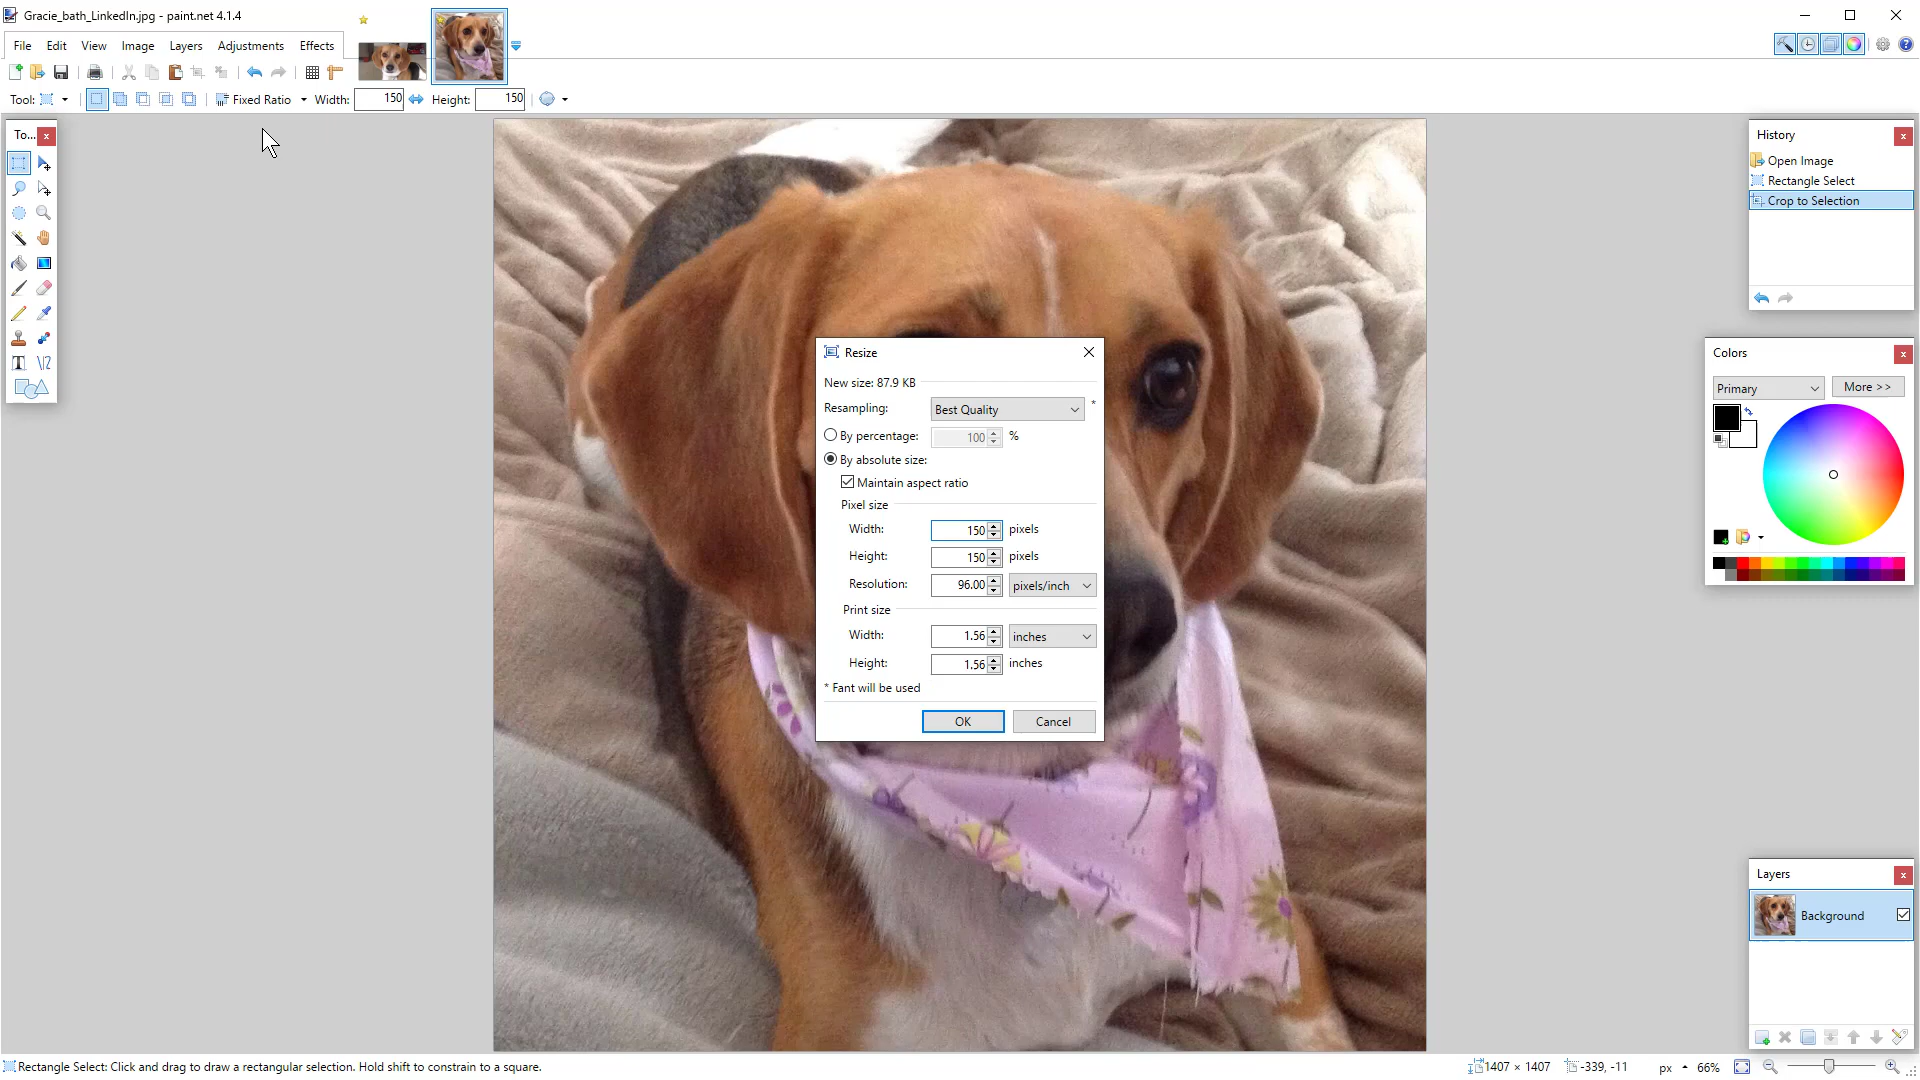 Gracie_bath_LinkedIn.jpg - paint.net 4.1.4
File Edit View Image Layers Adjustments Effects
Tool: Fixed Ratio Width: 150 Height: 150
To...
History
Open Image
Rectangle Select
Crop to Selection
Resize
New size: 87.9 KB
Resampling: Best Quality *
By percentage: 100 %
By absolute size:
Maintain aspect ratio
Pixel size
Width: 150 pixels
Height: 150 pixels
Resolution: 96.00 pixels/inch
Print size
Width: 1.56 inches
Height: 1.56 inches
* Fant will be used
OK Cancel
Colors
Primary More >>
Layers
Background
Rectangle Select: Click and drag to draw a rectangular selection. Hold shift to constrain to a square.
1407 × 1407 -339, -11 px 66%